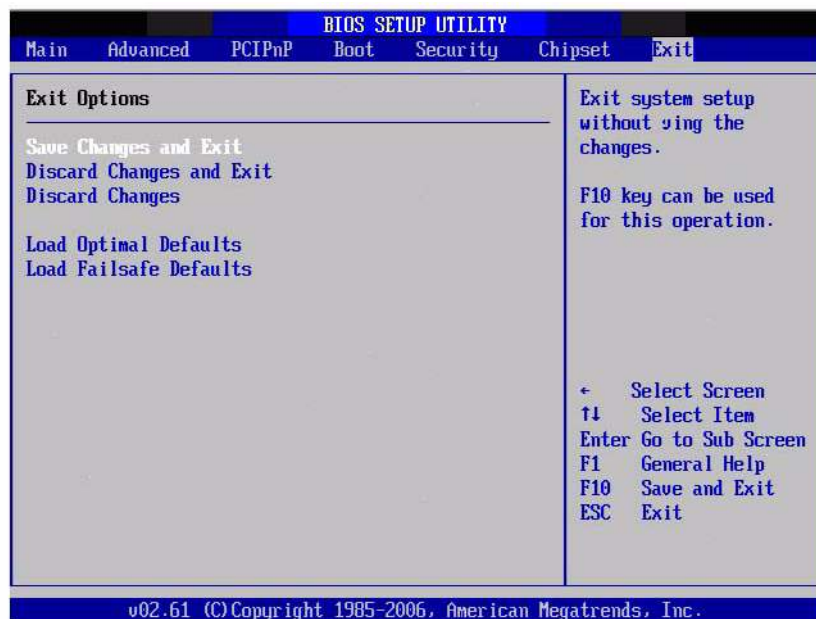 BIOS SETUP UTILITY
Main Advanced PCIPnP Boot Security Chipset Exit
Exit Options
Save Changes and Exit
Discard Changes and Exit
Discard Changes
Load Optimal Defaults
Load Failsafe Defaults
Exit system setup
without the
changes.
F10 key can be used
for this operation.
← Select Screen
↑↓ Select Item
Enter Go to Sub Screen
F1 General Help
F10 Save and Exit
ESC Exit
v02.61 (C)Copyright 1985-2006, American Megatrends, Inc.